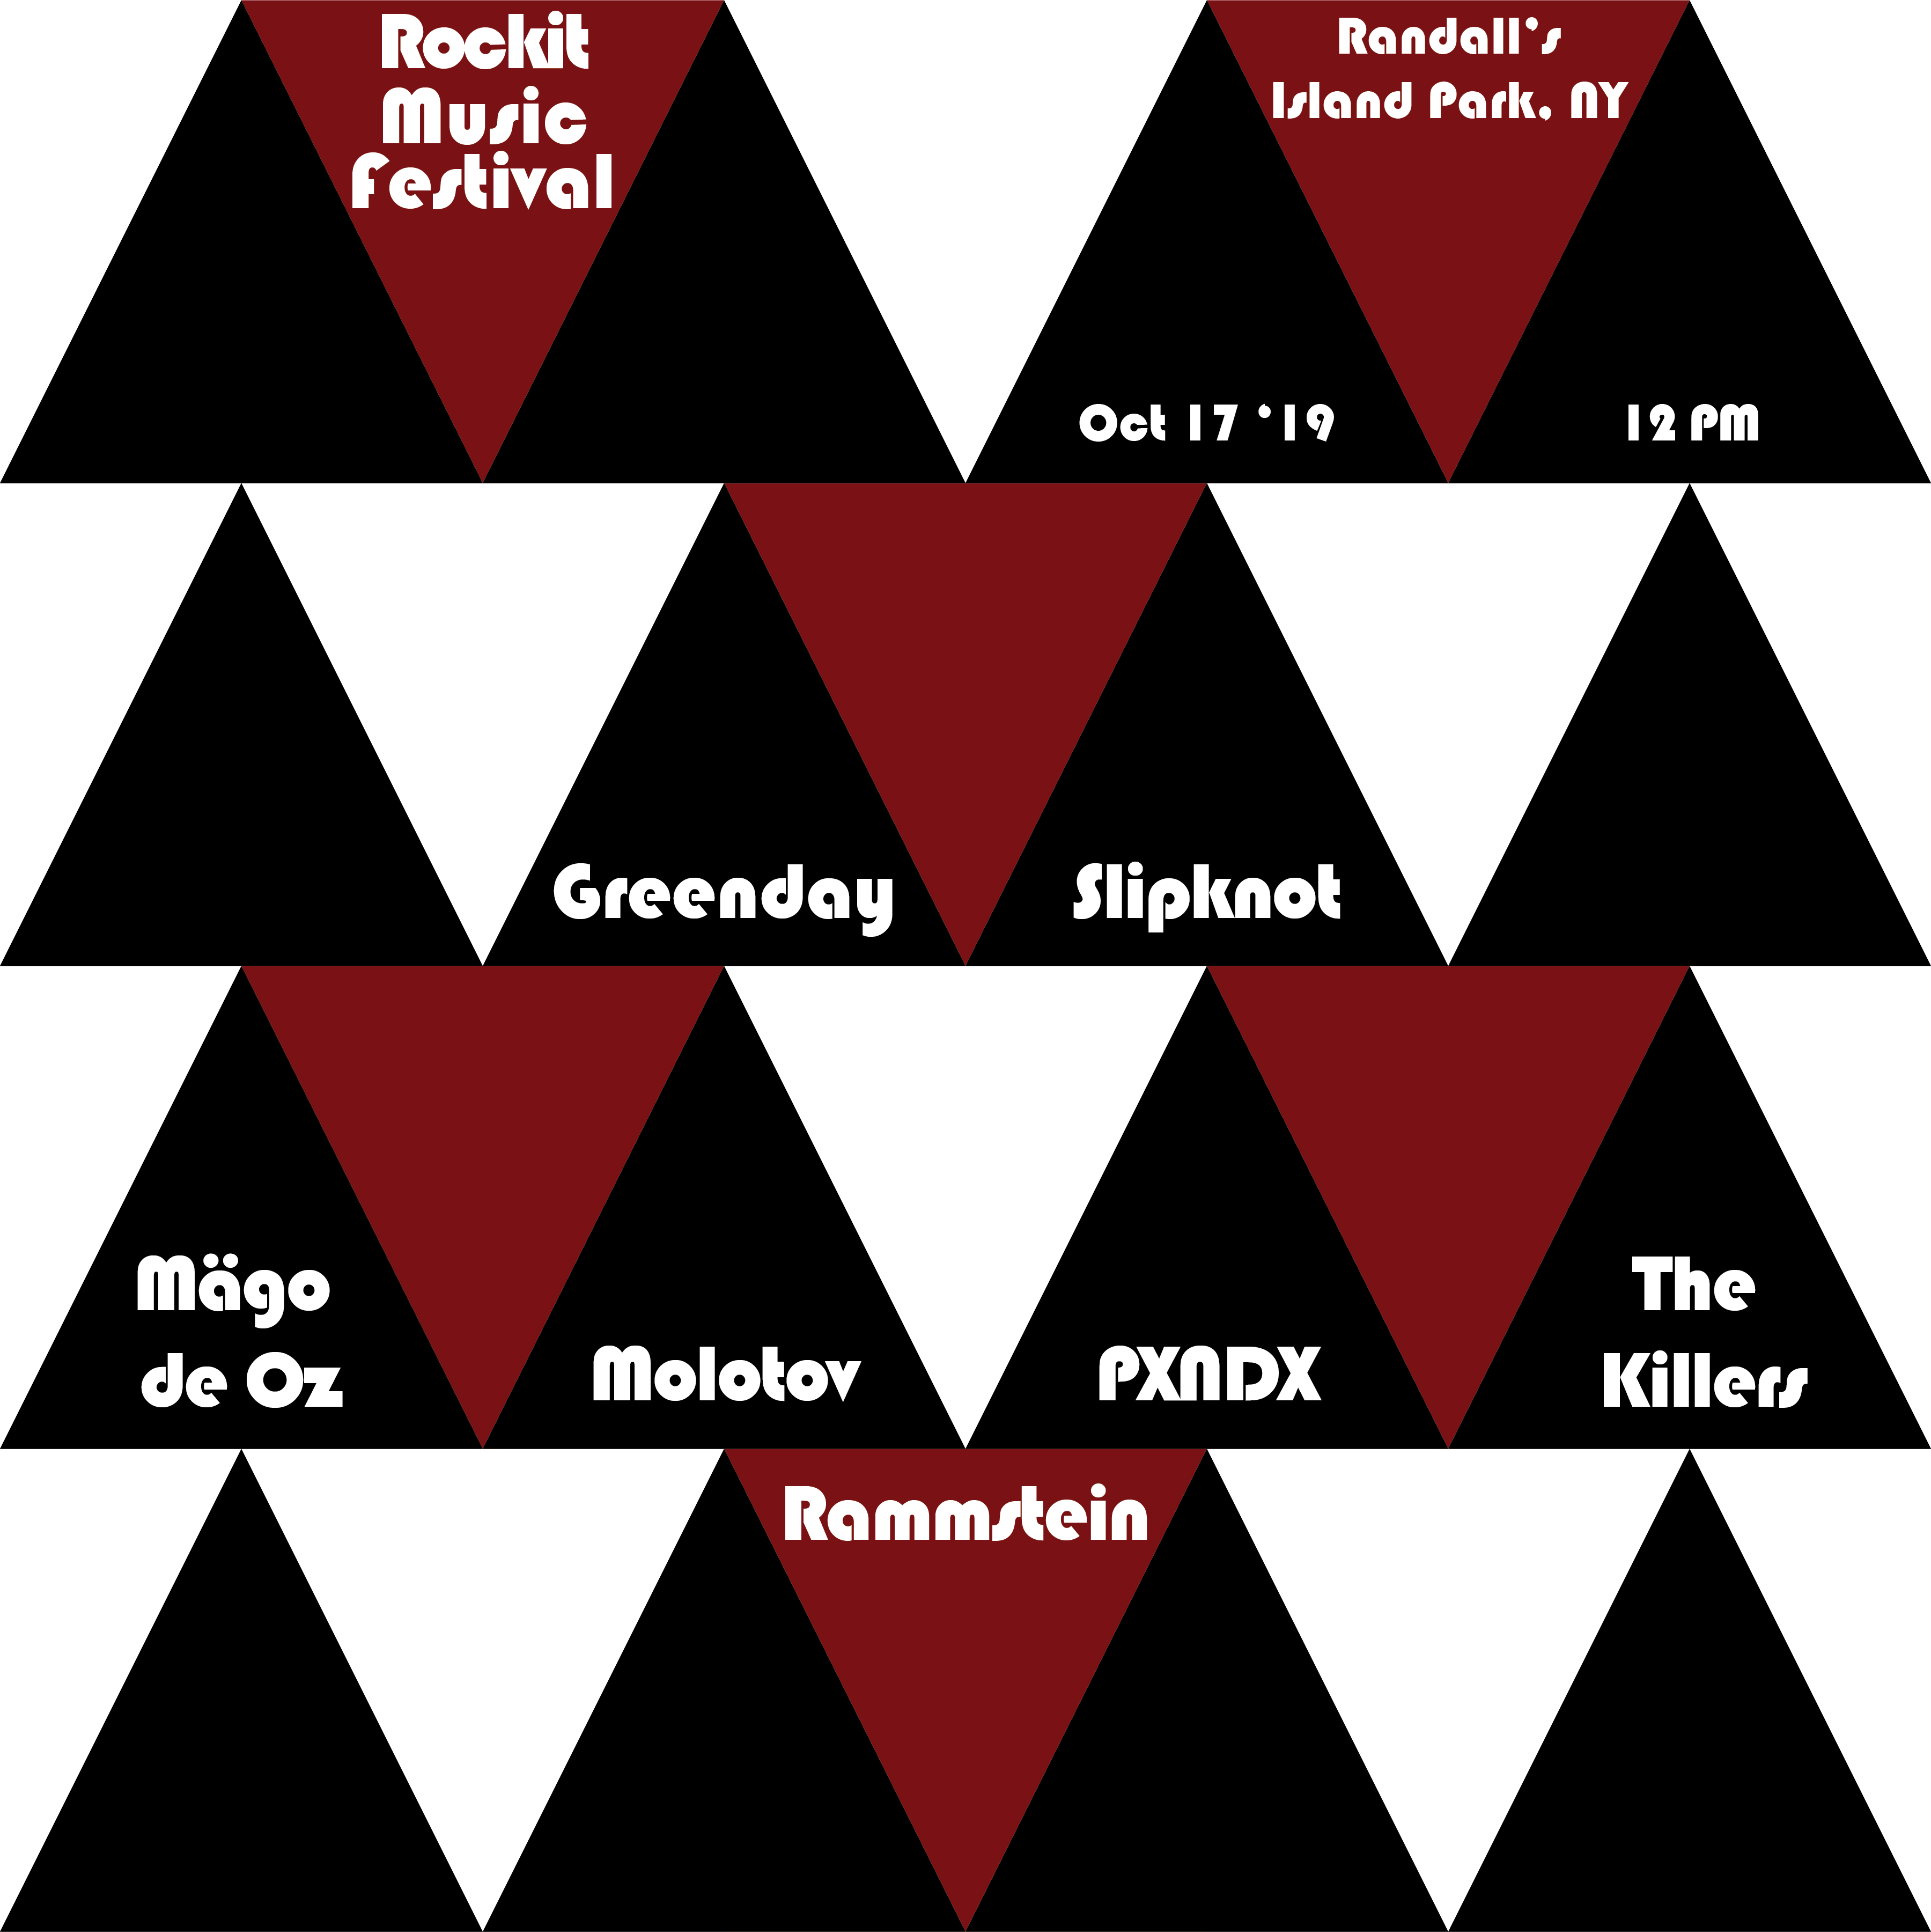 Rockit
Music
Festival
Randall's
Island Park, NY
Oct 17 '19
12 PM
Greenday
Slipknot
Mägo
de Oz
Molotov
PXNDX
The
Killers
Rammstein